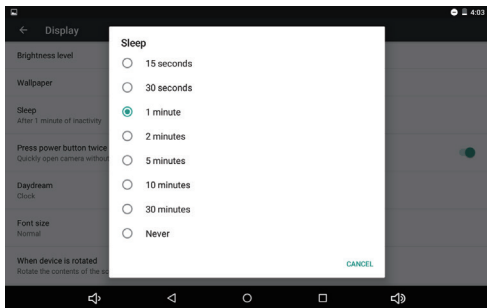 4:03
Display
Brightness level
Wallpaper
Sleep
After 1 minute of inactivity
Press power button twice
Quickly open camera without
Daydream
Clock
Font size
Normal
When device is rotated
Rotate the contents of the
Sleep
15 seconds
30 seconds
1 minute
2 minutes
5 minutes
10 minutes
30 minutes
Never
CANCEL